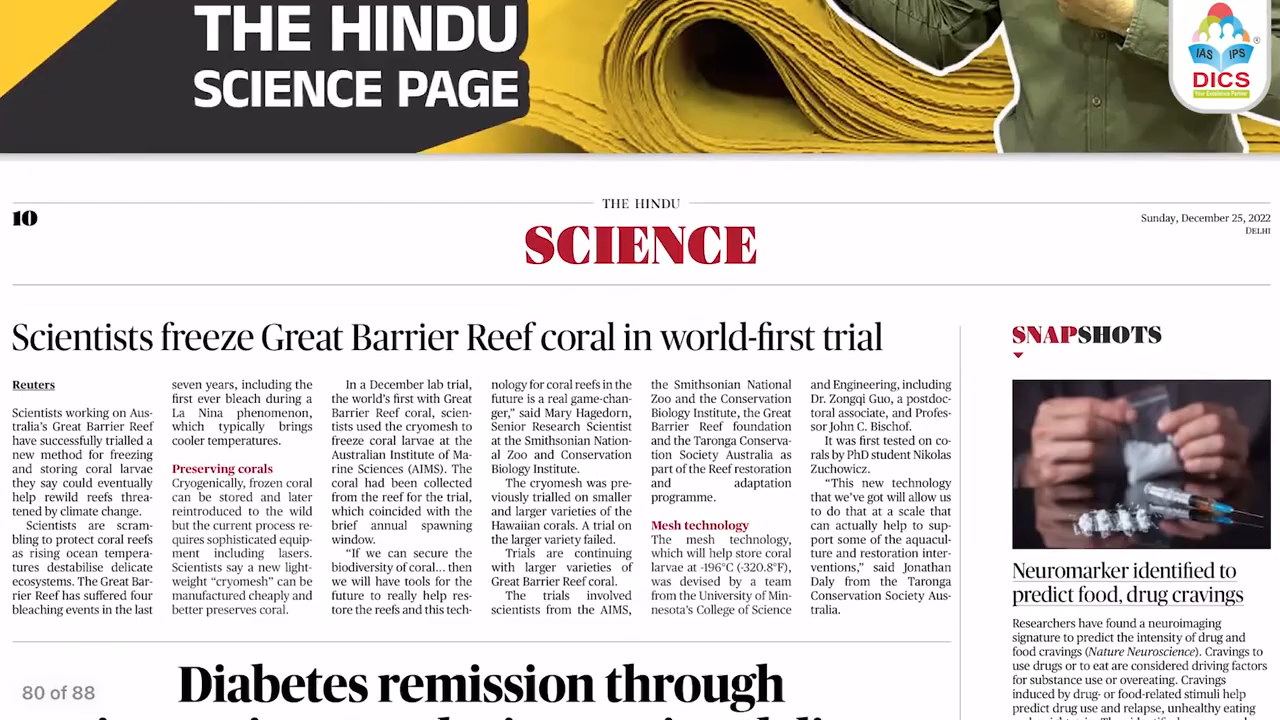 THE HINDU
SCIENCE PAGE
IAS IPS
DICS
Your Excellence Partner
THE HINDU
10
SCIENCE
Sunday, December 25, 2022
DELHI
Scientists freeze Great Barrier Reef coral in world-first trial
Reuters
Scientists working on Aus-
tralia's Great Barrier Reef
have successfully trialled a
new method for freezing
and storing coral larvae
they say could eventually
help rewild reefs threa-
tened by climate change.
Scientists are scram-
bling to protect coral reefs
as rising ocean tempera-
tures destabilise delicate
ecosystems. The Great Bar-
rier Reef has suffered four
bleaching events in the last
seven years, including the
first ever bleach during a
La Nina phenomenon,
which typically brings
cooler temperatures.
Preserving corals
Cryogenically, frozen coral
can be stored and later
reintroduced to the wild
but the current process re-
quires sophisticated equip-
ment including lasers.
Scientists say a new light-
weight “cryomesh” can be
manufactured cheaply and
better preserves coral.
In a December lab trial,
the world's first with Great
Barrier Reef coral, scien-
tists used the cryomesh to
freeze coral larvae at the
Australian Institute of Ma-
rine Sciences (AIMS). The
coral had been collected
from the reef for the trial,
which coincided with the
brief annual spawning
window.
“If we can secure the
biodiversity of coral... then
we will have tools for the
future to really help res-
tore the reefs and this tech-
nology for coral reefs in the
future is a real game-chan-
ger,” said Mary Hagedorn,
Senior Research Scientist
at the Smithsonian Nation-
al Zoo and Conservation
Biology Institute.
The cryomesh was pre-
viously trialled on smaller
and larger varieties of the
Hawaiian corals. A trial on
the larger variety failed.
Trials are continuing
with larger varieties of
Great Barrier Reef coral.
The trials involved
scientists from the AIMS,
the Smithsonian National
Zoo and the Conservation
Biology Institute, the Great
Barrier Reef foundation
and the Taronga Conserva-
tion Society Australia as
part of the Reef restoration
and adaptation
programme.
Mesh technology
The mesh technology,
which will help store coral
larvae at -196°C (-320.8°F),
was devised by a team
from the University of Min-
nesota's College of Science
and Engineering, including
Dr. Zongqi Guo, a postdoc-
toral associate, and Profes-
sor John C. Bischof.
It was first tested on co-
rals by PhD student Nikolas
Zuchowicz.
“This new technology
that we've got will allow us
to do that at a scale that
can actually help to sup-
port some of the aquacul-
ture and restoration inter-
ventions,” said Jonathan
Daly from the Taronga
Conservation Society Aus-
tralia.
SNAPSHOTS
Neuromarker identified to
predict food, drug cravings
Researchers have found a neuroimaging
signature to predict the intensity of drug and
food cravings (Nature Neuroscience). Cravings to
use drugs or to eat are considered driving factors
for substance use or overeating. Cravings
induced by drug- or food-related stimuli help
predict drug use and relapse, unhealthy eating
Diabetes remission through
80 of 88